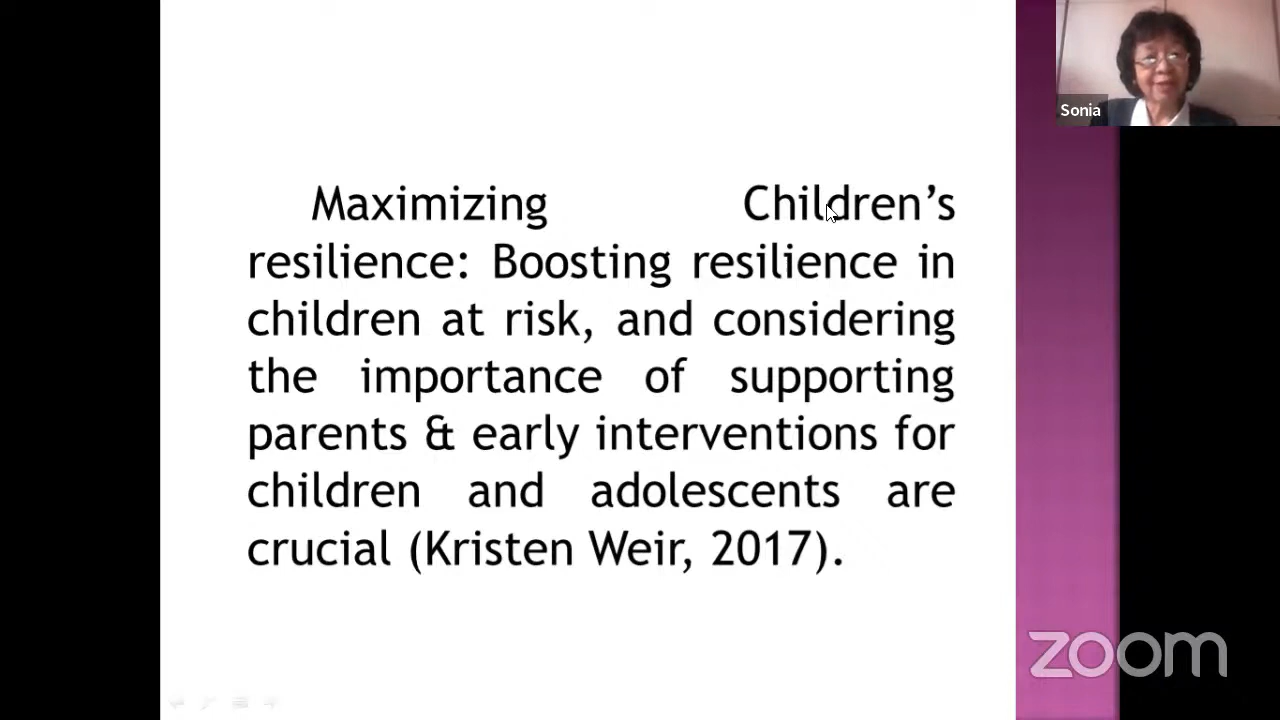 Sonia
Maximizing Children’s
resilience: Boosting resilience in
children at risk, and considering
the importance of supporting
parents & early interventions for
children and adolescents are
crucial (Kristen Weir, 2017).
zoom